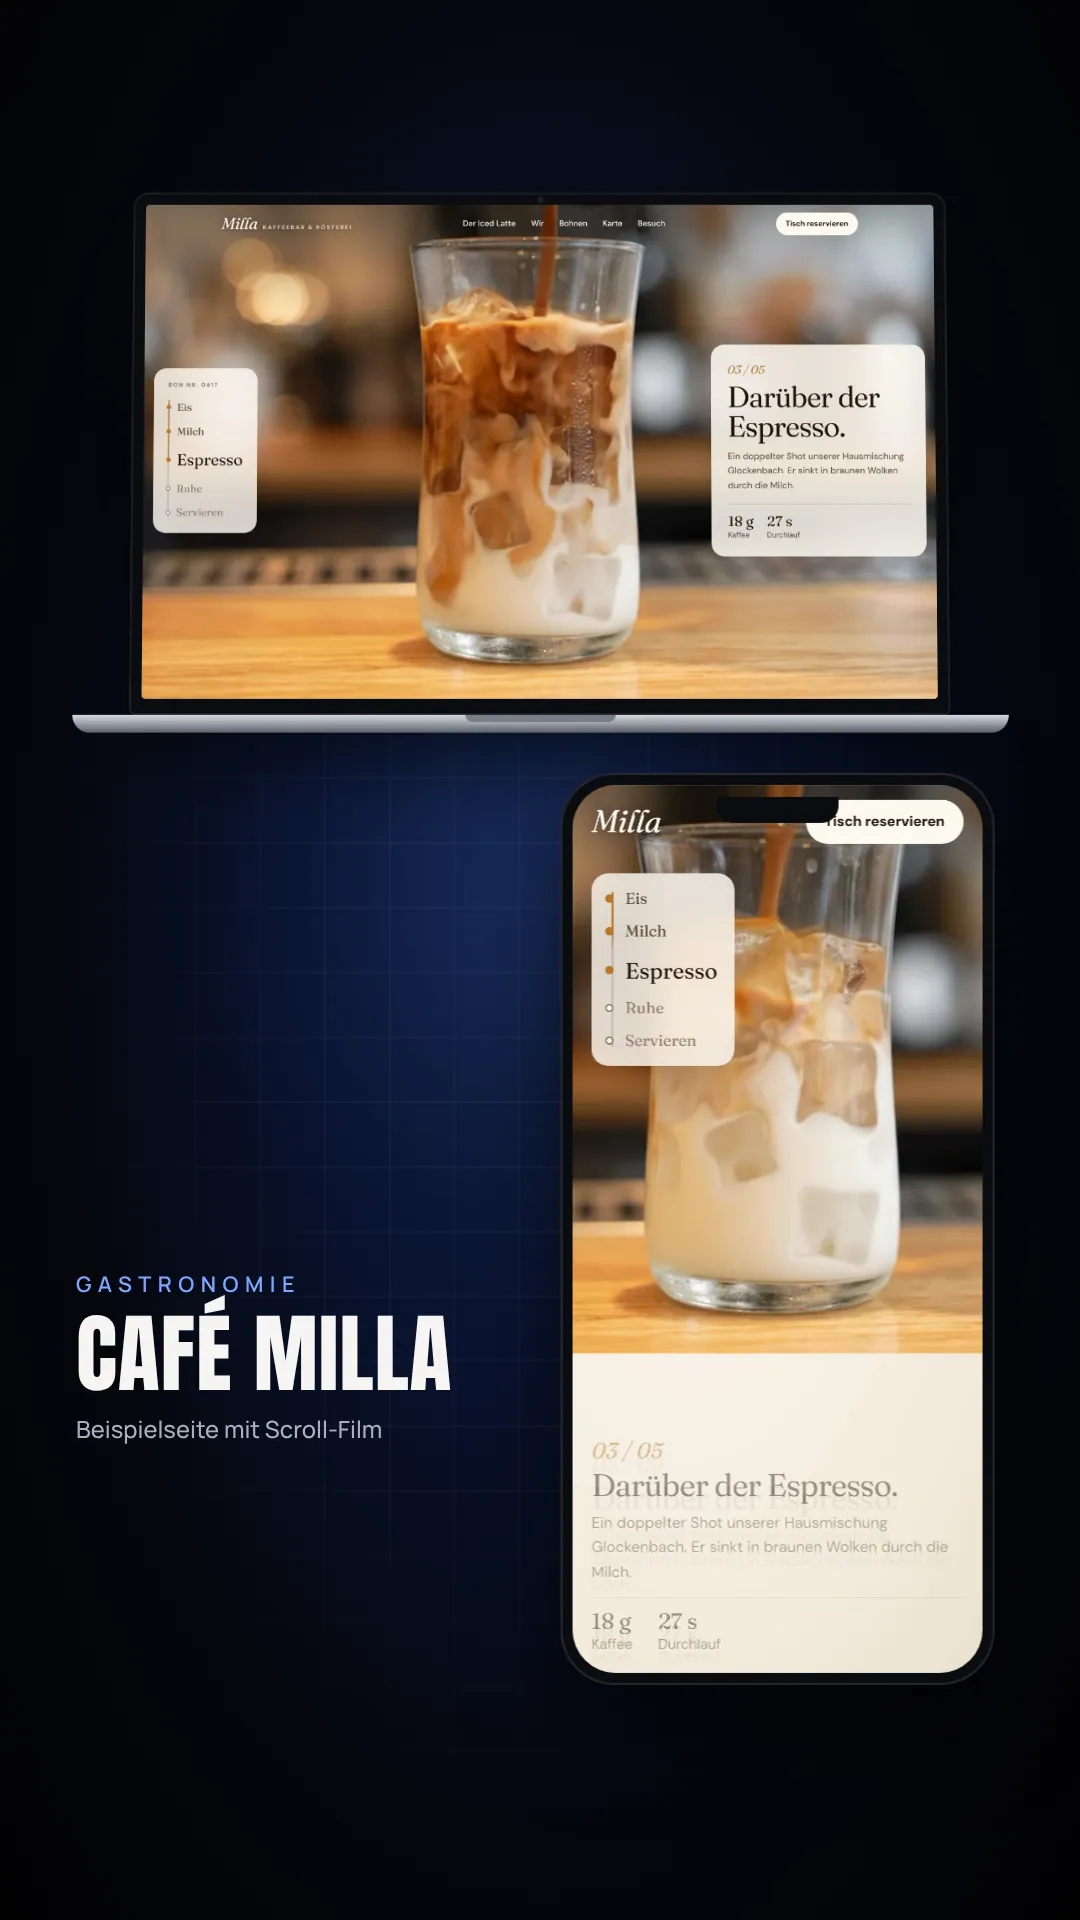 Milla KAFFEEBAR & RÖSTEREI
Der Iced Latte Wir Bohnen Karte Besuch
Tisch reservieren
BON NR. 0417
Eis
Milch
Espresso
Ruhe
Servieren
03 / 05
Darüber der
Espresso.
Ein doppelter Shot unserer Hausmischung
Glockenbach. Er sinkt in braunen Wolken
durch die Milch.
18 g 27 s
Kaffee Durchlauf
Milla
Tisch reservieren
Eis
Milch
Espresso
Ruhe
Servieren
GASTRONOMIE
CAFÉ MILLA
Beispielseite mit Scroll-Film
03 / 05
Darüber der Espresso.
Ein doppelter Shot unserer Hausmischung
Glockenbach. Er sinkt in braunen Wolken durch die
Milch.
18 g 27 s
Kaffee Durchlauf